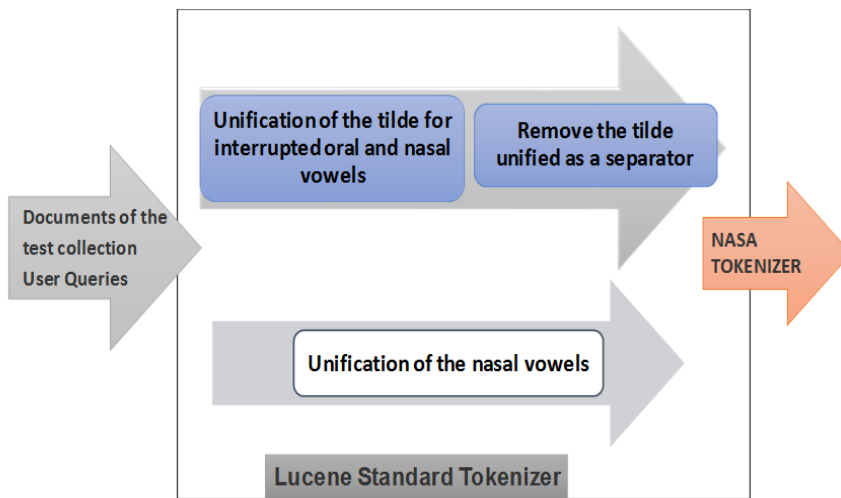 Unification of the tilde for
interrupted oral and nasal
vowels
Remove the tilde
unified as a separator
Documents of the
test collection
User Queries
NASA
TOKENIZER
Unification of the nasal vowels
Lucene Standard Tokenizer